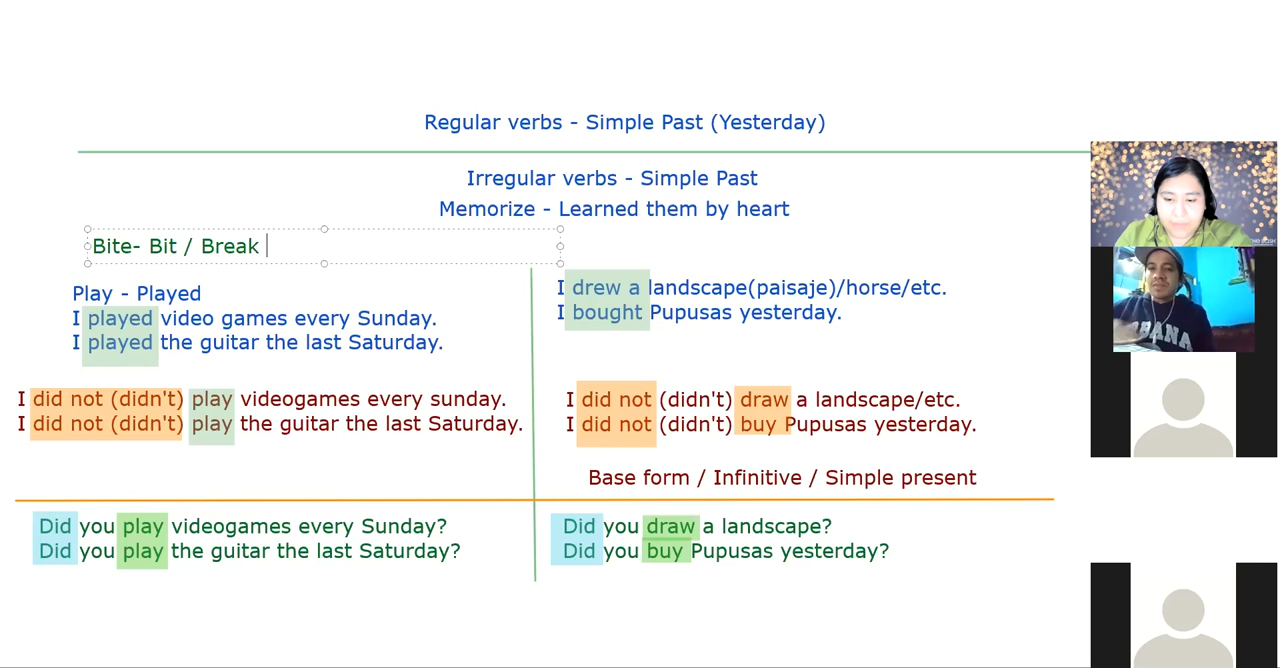 Regular verbs - Simple Past (Yesterday)
Irregular verbs - Simple Past
Memorize - Learned them by heart
Bite- Bit / Break
Play - Played
I played video games every Sunday.
I played the guitar the last Saturday.
I drew a landscape(paisaje)/horse/etc.
I bought Pupusas yesterday.
I did not (didn't) play videogames every sunday.
I did not (didn't) play the guitar the last Saturday.
I did not (didn't) draw a landscape/etc.
I did not (didn't) buy Pupusas yesterday.
Base form / Infinitive / Simple present
Did you play videogames every Sunday?
Did you play the guitar the last Saturday?
Did you draw a landscape?
Did you buy Pupusas yesterday?